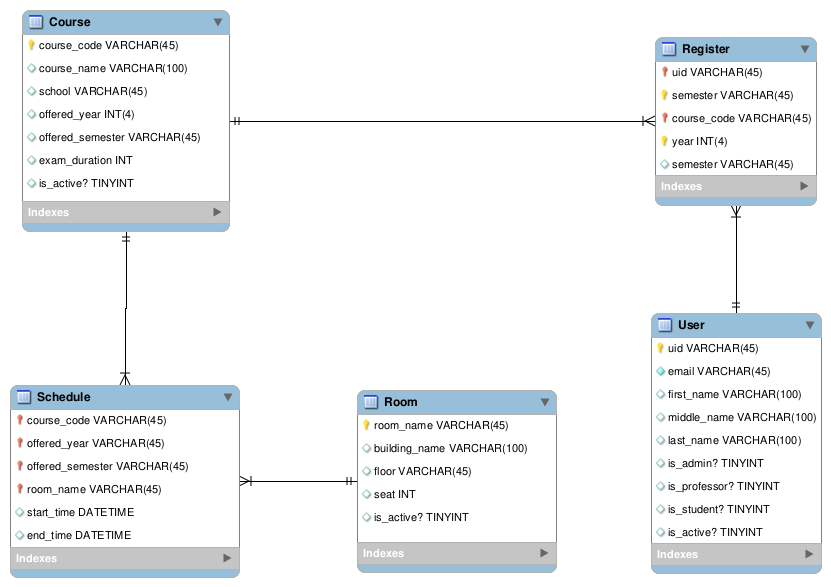 Course
course_code VARCHAR(45)
course_name VARCHAR(100)
school VARCHAR(45)
offered_year INT(4)
offered_semester VARCHAR(45)
exam_duration INT
is_active? TINYINT
Indexes
Register
uid VARCHAR(45)
semester VARCHAR(45)
course_code VARCHAR(45)
year INT(4)
semester VARCHAR(45)
Indexes
Schedule
course_code VARCHAR(45)
offered_year VARCHAR(45)
offered_semester VARCHAR(45)
room_name VARCHAR(45)
start_time DATETIME
end_time DATETIME
Indexes
Room
room_name VARCHAR(45)
building_name VARCHAR(100)
floor VARCHAR(45)
seat INT
is_active? TINYINT
Indexes
User
uid VARCHAR(45)
email VARCHAR(45)
first_name VARCHAR(100)
middle_name VARCHAR(100)
last_name VARCHAR(100)
is_admin? TINYINT
is_professor? TINYINT
is_student? TINYINT
is_active? TINYINT
Indexes